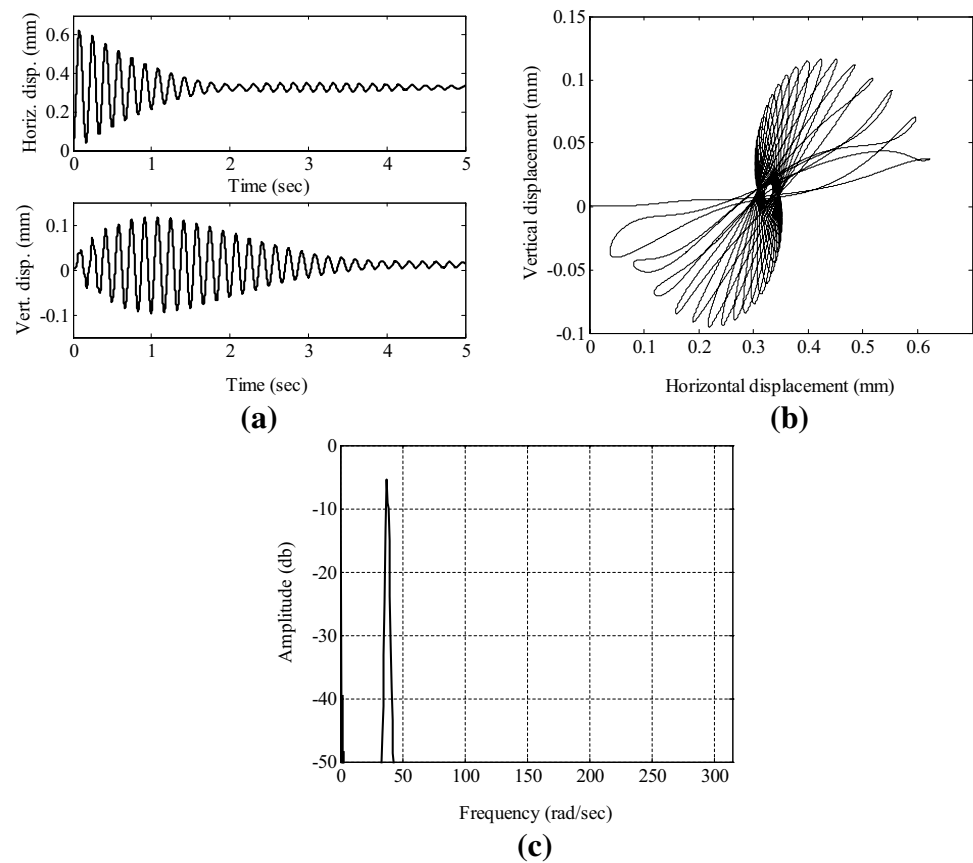 Horiz. disp. (mm)
0.6
0.4
0.2
0
0 1 2 3 4 5
Time (sec)
Vert. disp. (mm)
0.1
0
-0.1
0 1 2 3 4 5
Time (sec)
(a)
Vertical displacement (mm)
0.15
0.1
0.05
0
-0.05
-0.1
0 0.1 0.2 0.3 0.4 0.5 0.6
Horizontal displacement (mm)
(b)
Amplitude (db)
0
-10
-20
-30
-40
-50
0 50 100 150 200 250 300
Frequency (rad/sec)
(c)